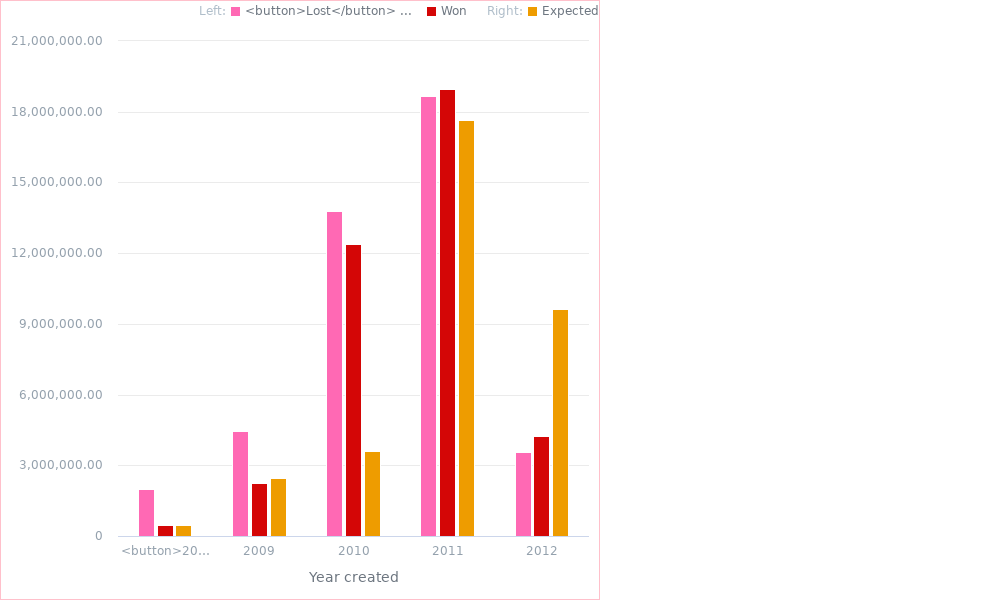 Left: <button>Lost</button> ... Won Right: Expected
21,000,000.00
18,000,000.00
15,000,000.00
12,000,000.00
9,000,000.00
6,000,000.00
3,000,000.00
0
<button>20... 2009 2010 2011 2012
Year created